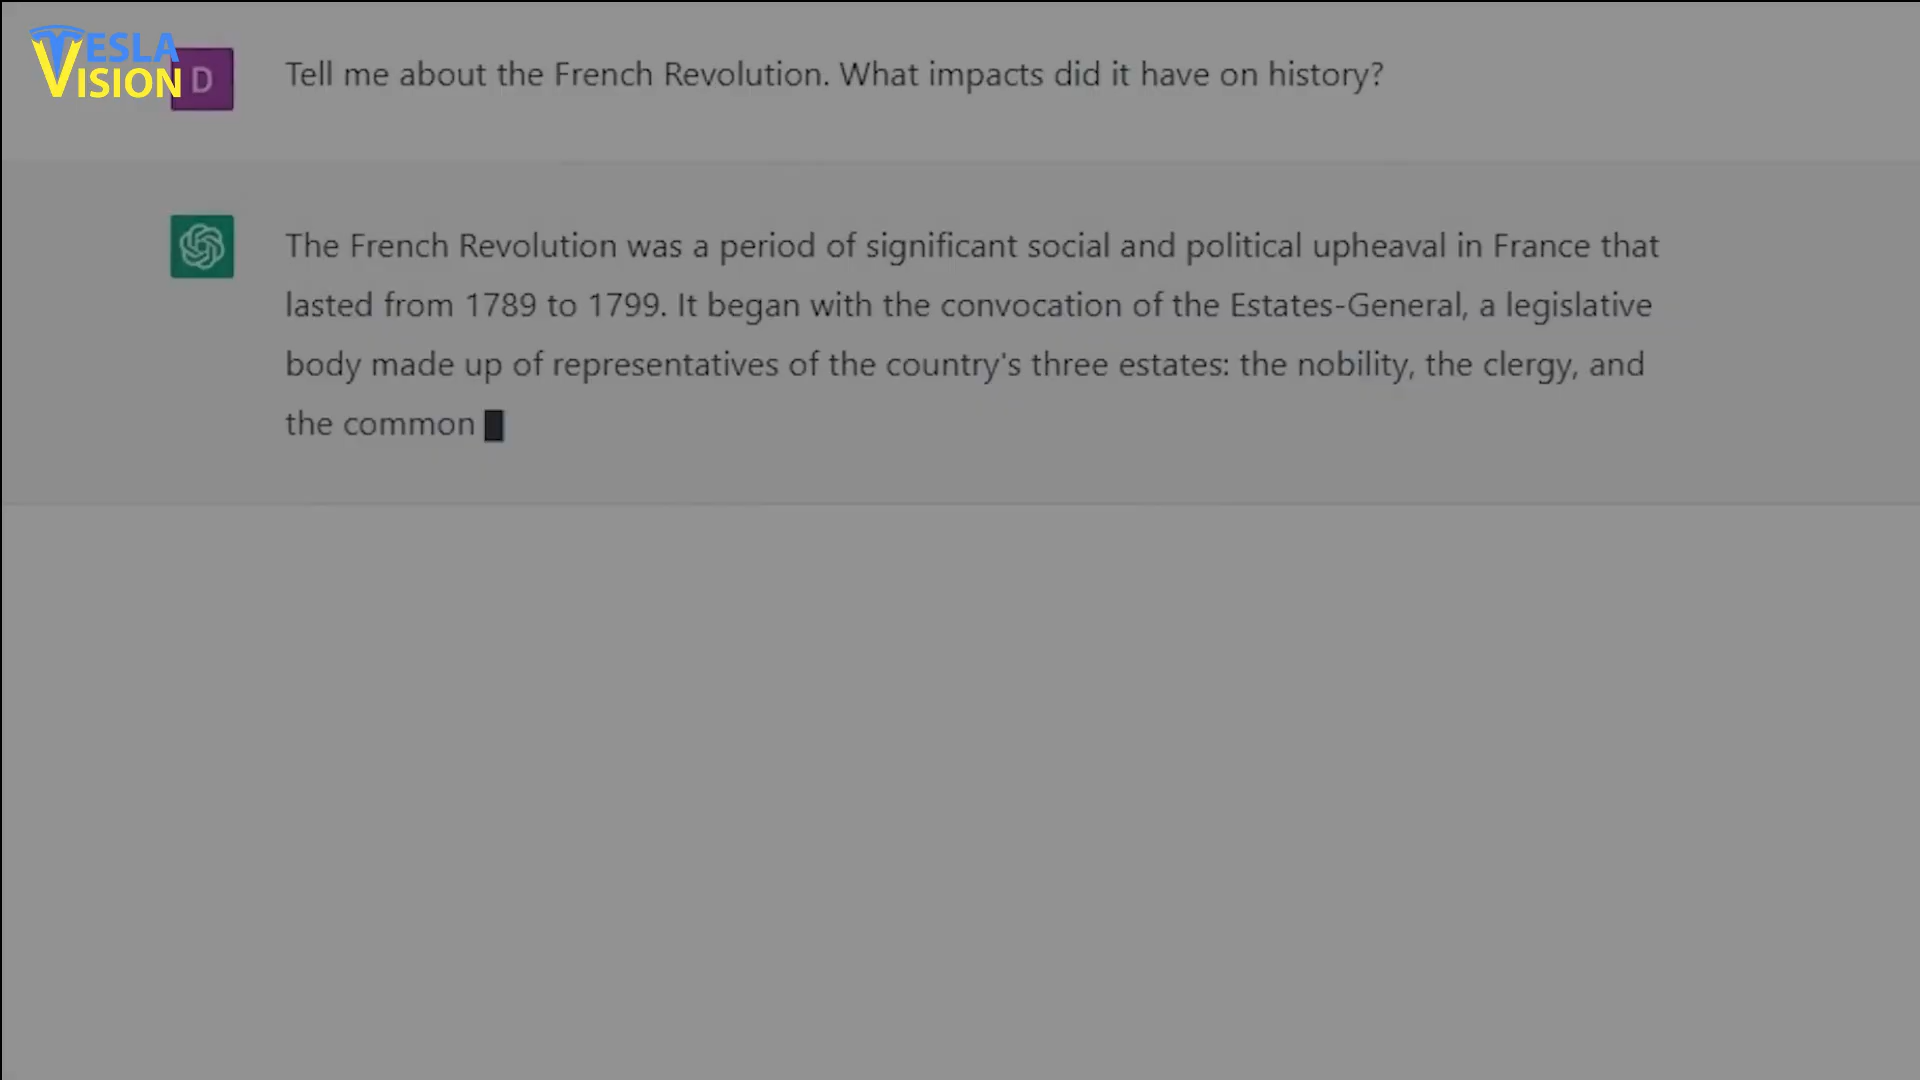 TESLA
VISION
D
Tell me about the French Revolution. What impacts did it have on history?
The French Revolution was a period of significant social and political upheaval in France that
lasted from 1789 to 1799. It began with the convocation of the Estates-General, a legislative
body made up of representatives of the country's three estates: the nobility, the clergy, and
the common